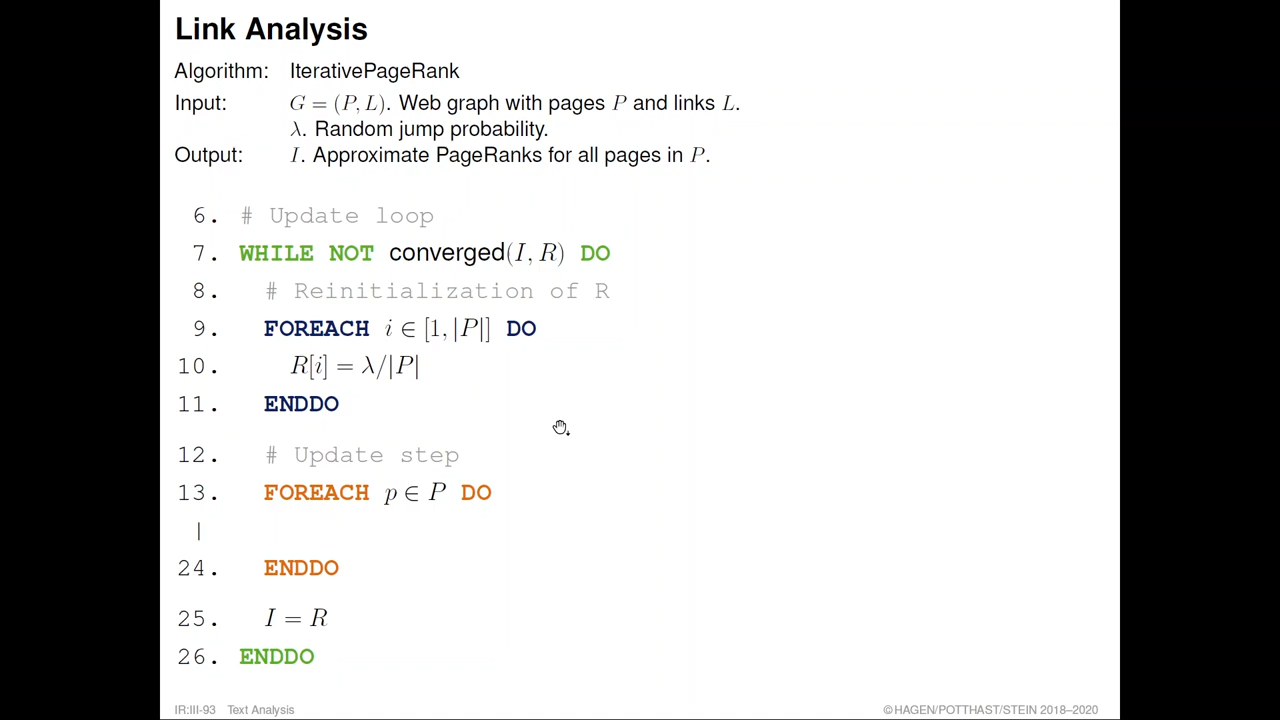 Link Analysis
Algorithm: IterativePageRank
Input: G = (P, L). Web graph with pages P and links L.
λ. Random jump probability.
Output: I. Approximate PageRanks for all pages in P.
6. # Update loop
7. WHILE NOT converged(I, R) DO
8. # Reinitialization of R
9. FOREACH i ∈ [1, |P|] DO
10. R[i] = λ/|P|
11. ENDDO
12. # Update step
13. FOREACH p ∈ P DO
|
24. ENDDO
25. I = R
26. ENDDO
IR:III-93 Text Analysis ©HAGEN/POTTHAST/STEIN 2018–2020